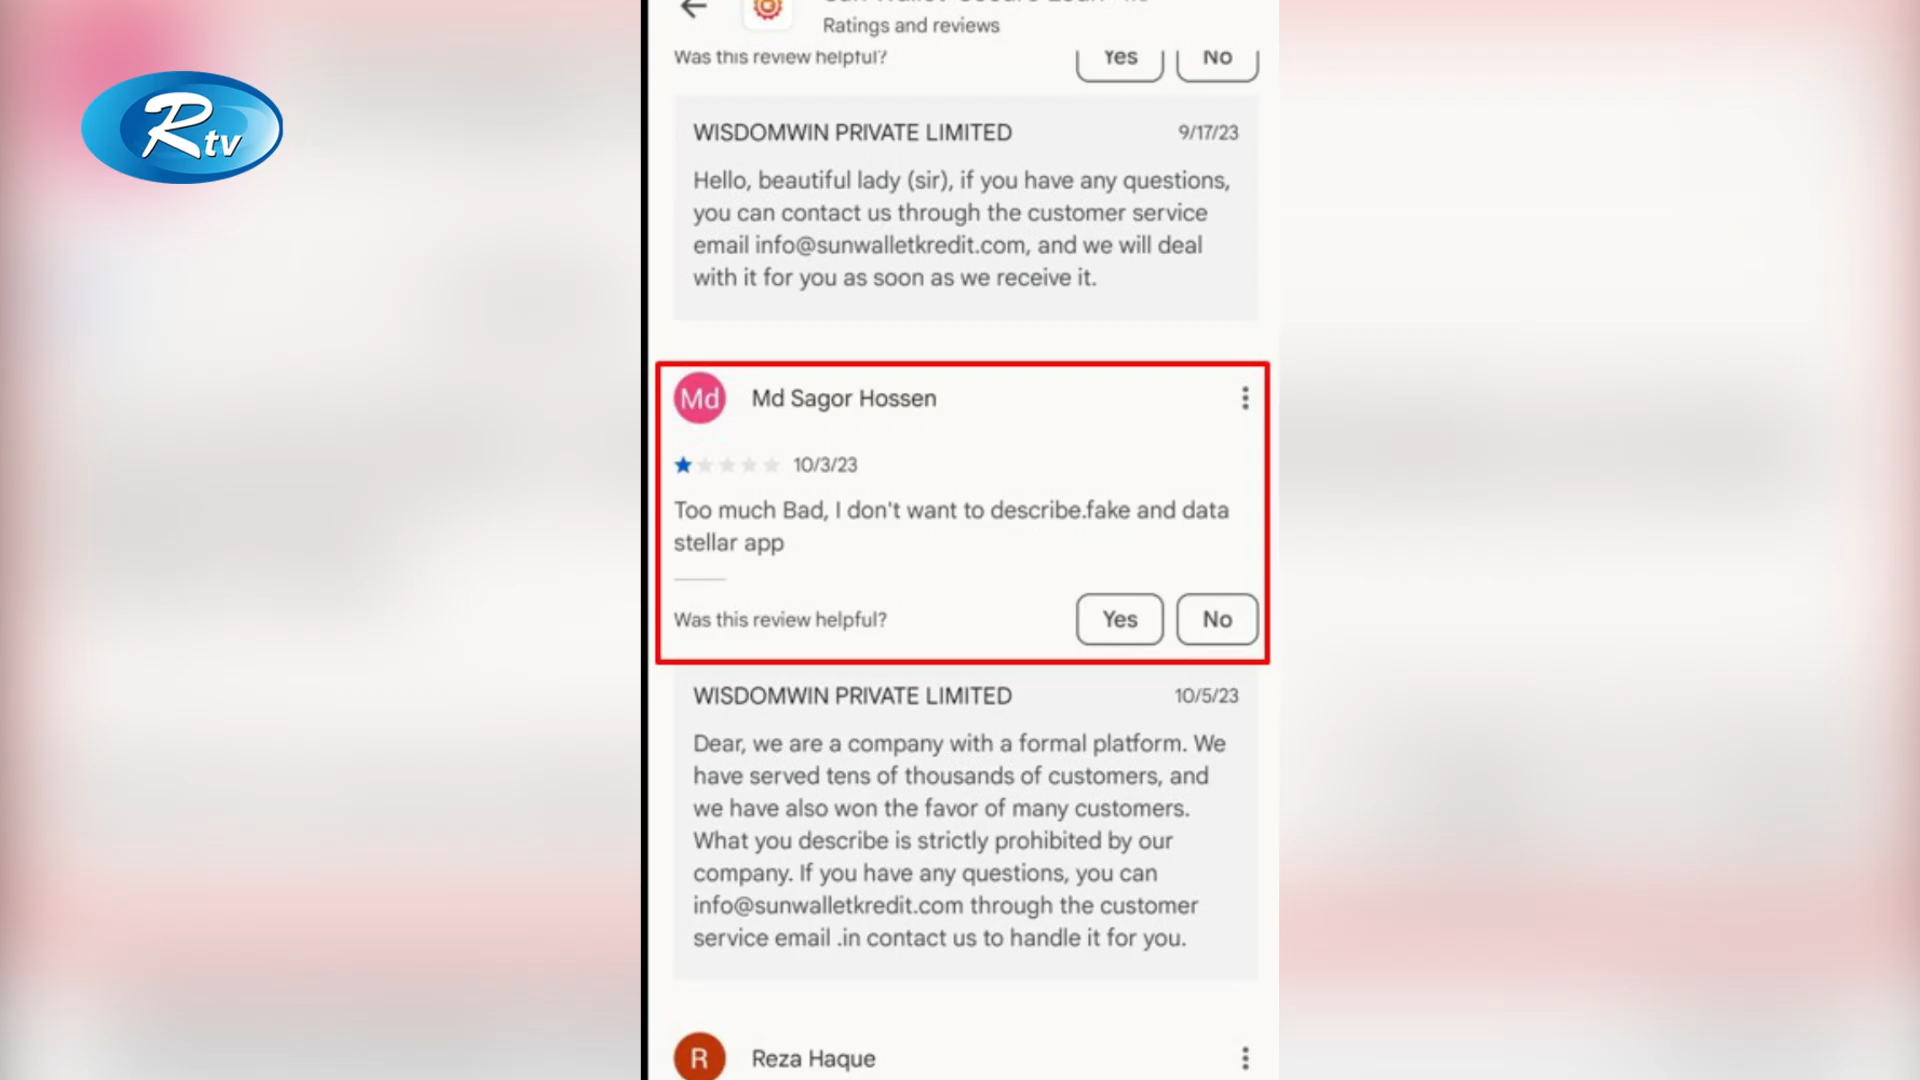 Rtv
Ratings and reviews
Was this review helpful?
Yes
No
WISDOMWIN PRIVATE LIMITED
9/17/23
Hello, beautiful lady (sir), if you have any questions,
you can contact us through the customer service
email info@sunwalletkredit.com, and we will deal
with it for you as soon as we receive it.
Md
Md Sagor Hossen
10/3/23
Too much Bad, I don't want to describe.fake and data
stellar app
Was this review helpful?
Yes
No
WISDOMWIN PRIVATE LIMITED
10/5/23
Dear, we are a company with a formal platform. We
have served tens of thousands of customers, and
we have also won the favor of many customers.
What you describe is strictly prohibited by our
company. If you have any questions, you can
info@sunwalletkredit.com through the customer
service email .in contact us to handle it for you.
R
Reza Haque